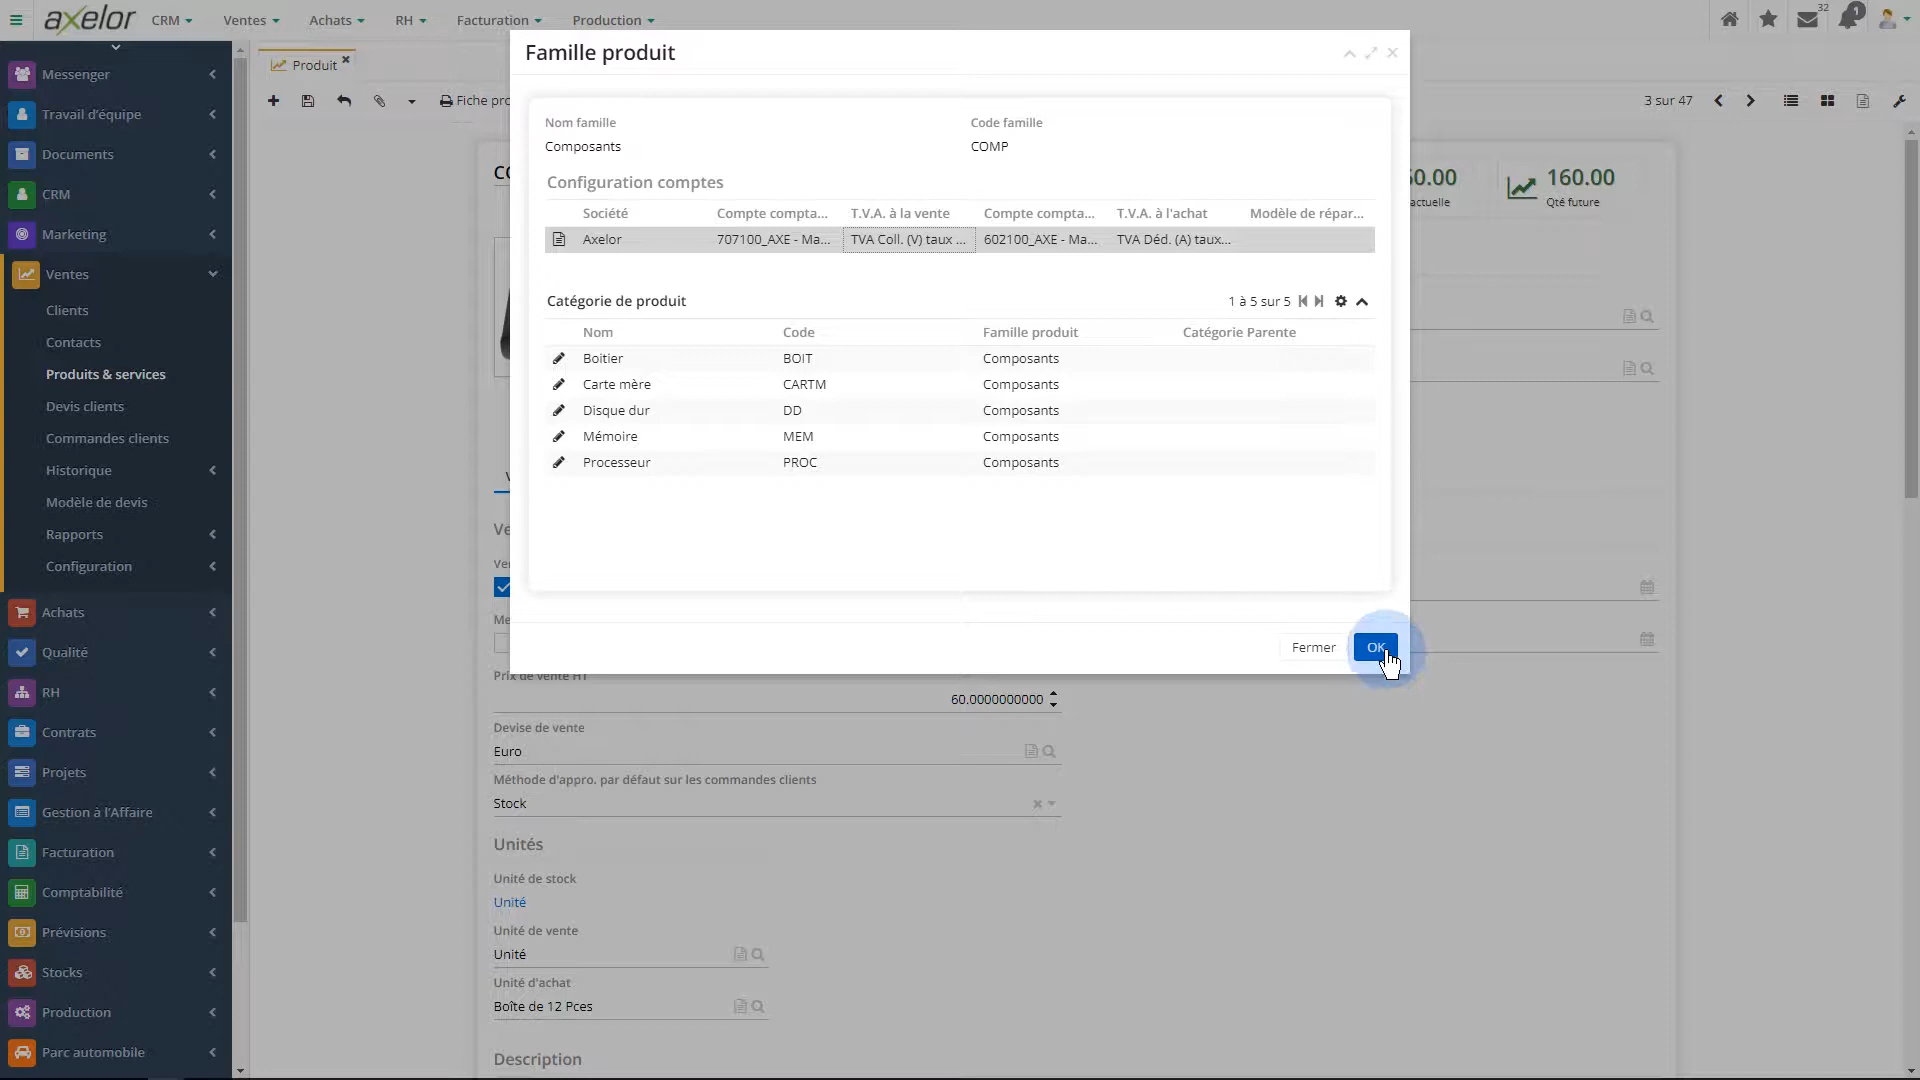 axelor
CRM
Ventes
Achats
RH
Facturation
Production
32
1
Messenger
Travail d'équipe
Documents
CRM
Marketing
Ventes
Clients
Contacts
Produits & services
Devis clients
Commandes clients
Historique
Modèle de devis
Rapports
Configuration
Achats
Qualité
RH
Contrats
Projets
Gestion à l'Affaire
Facturation
Comptabilité
Prévisions
Stocks
Production
Parc automobile
Produit
3 sur 47
160.00
Qté future
Famille produit
Nom famille
Code famille
Composants
COMP
Configuration comptes
Société Compte compta... T.V.A. à la vente Compte compta... T.V.A. à l'achat Modèle de répar...
Axelor 707100_AXE - Ma... TVA Coll. (V) taux ... 602100_AXE - Ma... TVA Déd. (A) taux...
Catégorie de produit
1 à 5 sur 5
Nom Code Famille produit Catégorie Parente
Boitier BOIT Composants
Carte mère CARTM Composants
Disque dur DD Composants
Mémoire MEM Composants
Processeur PROC Composants
Fermer
OK
Prix de vente HT
60.0000000000
Devise de vente
Euro
Méthode d'appro. par défaut sur les commandes clients
Stock
Unités
Unité de stock
Unité
Unité de vente
Unité
Unité d'achat
Boîte de 12 Pces
Description